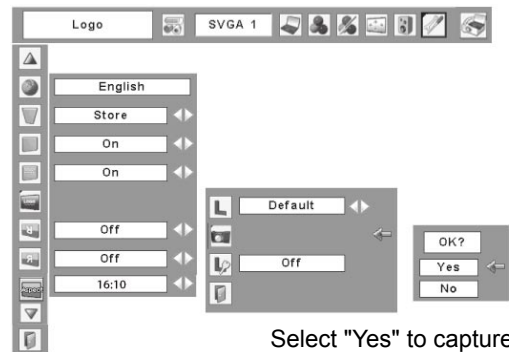 Logo
SVGA 1
English
Store
On
On
Off
Off
16:10
Default
Off
OK?
Yes
No
Select "Yes" to capture